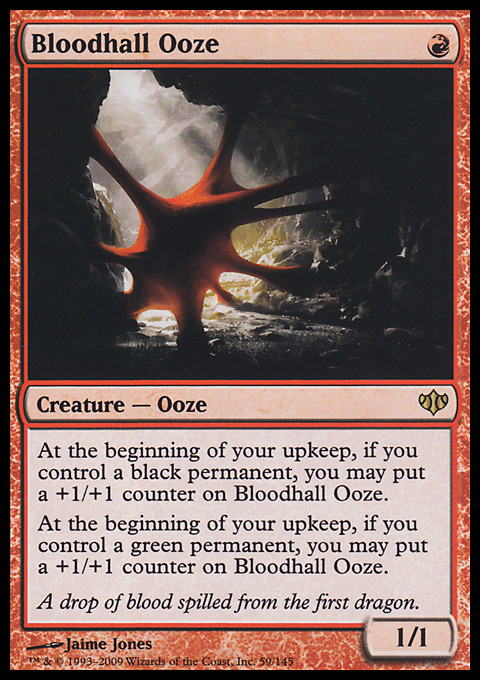 Bloodhall Ooze
Creature — Ooze
At the beginning of your upkeep, if you
control a black permanent, you may put
a +1/+1 counter on Bloodhall Ooze.
At the beginning of your upkeep, if you
control a green permanent, you may put
a +1/+1 counter on Bloodhall Ooze.
A drop of blood spilled from the first dragon.
Jaime Jones
1/1
™ & © 1993–2009 Wizards of the Coast, Inc. 59/145